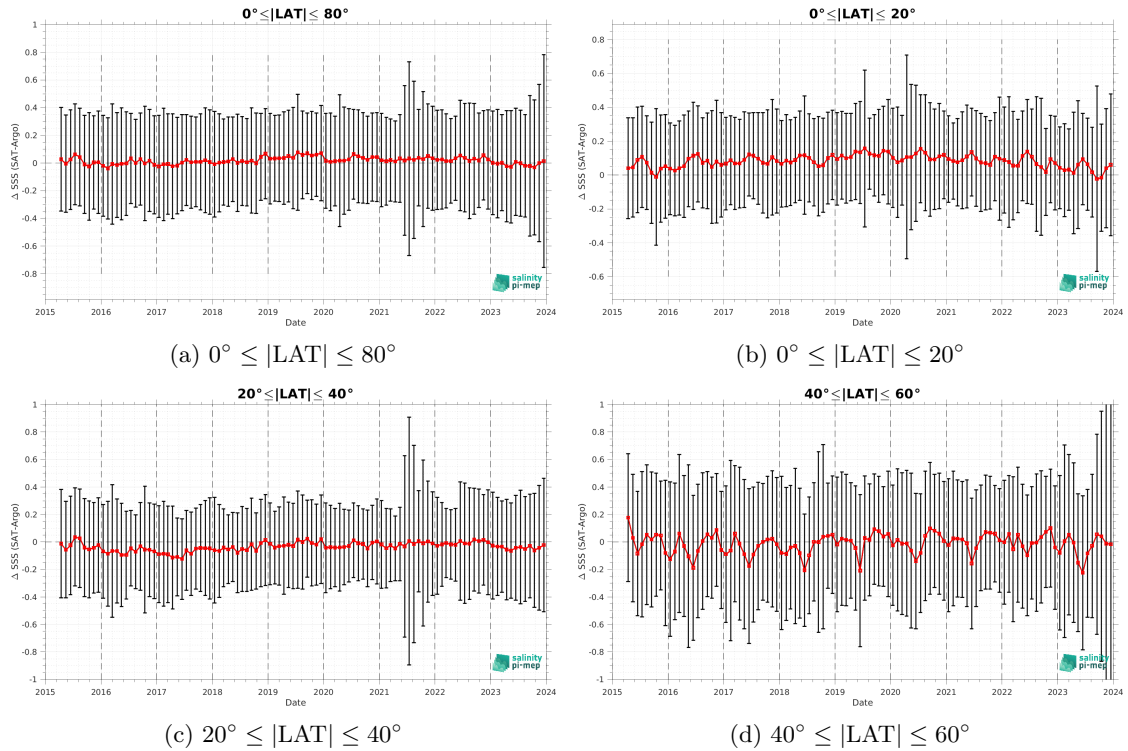 0°≤|LAT|≤ 80°
Δ SSS (SAT-Argo)
1
0.8
0.6
0.4
0.2
0
-0.2
-0.4
-0.6
-0.8
salinity
pi-mep
2015 2016 2017 2018 2019 2020 2021 2022 2023 2024
Date
(a) 0° ≤ |LAT| ≤ 80°
0°≤|LAT|≤ 20°
Δ SSS (SAT-Argo)
0.8
0.6
0.4
0.2
0
-0.2
-0.4
-0.6
salinity
pi-mep
2015 2016 2017 2018 2019 2020 2021 2022 2023 2024
Date
(b) 0° ≤ |LAT| ≤ 20°
20°≤|LAT|≤ 40°
Δ SSS (SAT-Argo)
1
0.8
0.6
0.4
0.2
0
-0.2
-0.4
-0.6
-0.8
-1
salinity
pi-mep
2015 2016 2017 2018 2019 2020 2021 2022 2023 2024
Date
(c) 20° ≤ |LAT| ≤ 40°
40°≤|LAT|≤ 60°
Δ SSS (SAT-Argo)
1
0.8
0.6
0.4
0.2
0
-0.2
-0.4
-0.6
-0.8
-1
salinity
pi-mep
2015 2016 2017 2018 2019 2020 2021 2022 2023 2024
Date
(d) 40° ≤ |LAT| ≤ 60°